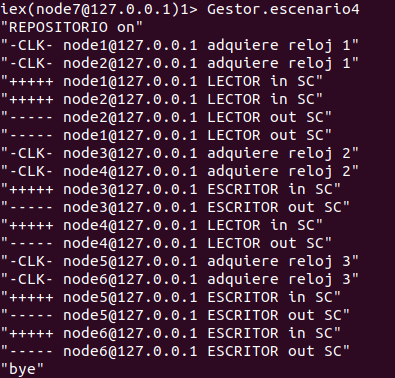 iex(node7@127.0.0.1)1> Gestor.escenario4
"REPOSITORIO on"
"-CLK- node1@127.0.0.1 adquiere reloj 1"
"-CLK- node2@127.0.0.1 adquiere reloj 1"
"+++++ node1@127.0.0.1 LECTOR in SC"
"+++++ node2@127.0.0.1 LECTOR in SC"
"----- node2@127.0.0.1 LECTOR out SC"
"----- node1@127.0.0.1 LECTOR out SC"
"-CLK- node3@127.0.0.1 adquiere reloj 2"
"-CLK- node4@127.0.0.1 adquiere reloj 2"
"+++++ node3@127.0.0.1 ESCRITOR in SC"
"----- node3@127.0.0.1 ESCRITOR out SC"
"+++++ node4@127.0.0.1 LECTOR in SC"
"----- node4@127.0.0.1 LECTOR out SC"
"-CLK- node5@127.0.0.1 adquiere reloj 3"
"-CLK- node6@127.0.0.1 adquiere reloj 3"
"+++++ node5@127.0.0.1 ESCRITOR in SC"
"----- node5@127.0.0.1 ESCRITOR out SC"
"+++++ node6@127.0.0.1 ESCRITOR in SC"
"----- node6@127.0.0.1 ESCRITOR out SC"
"bye"